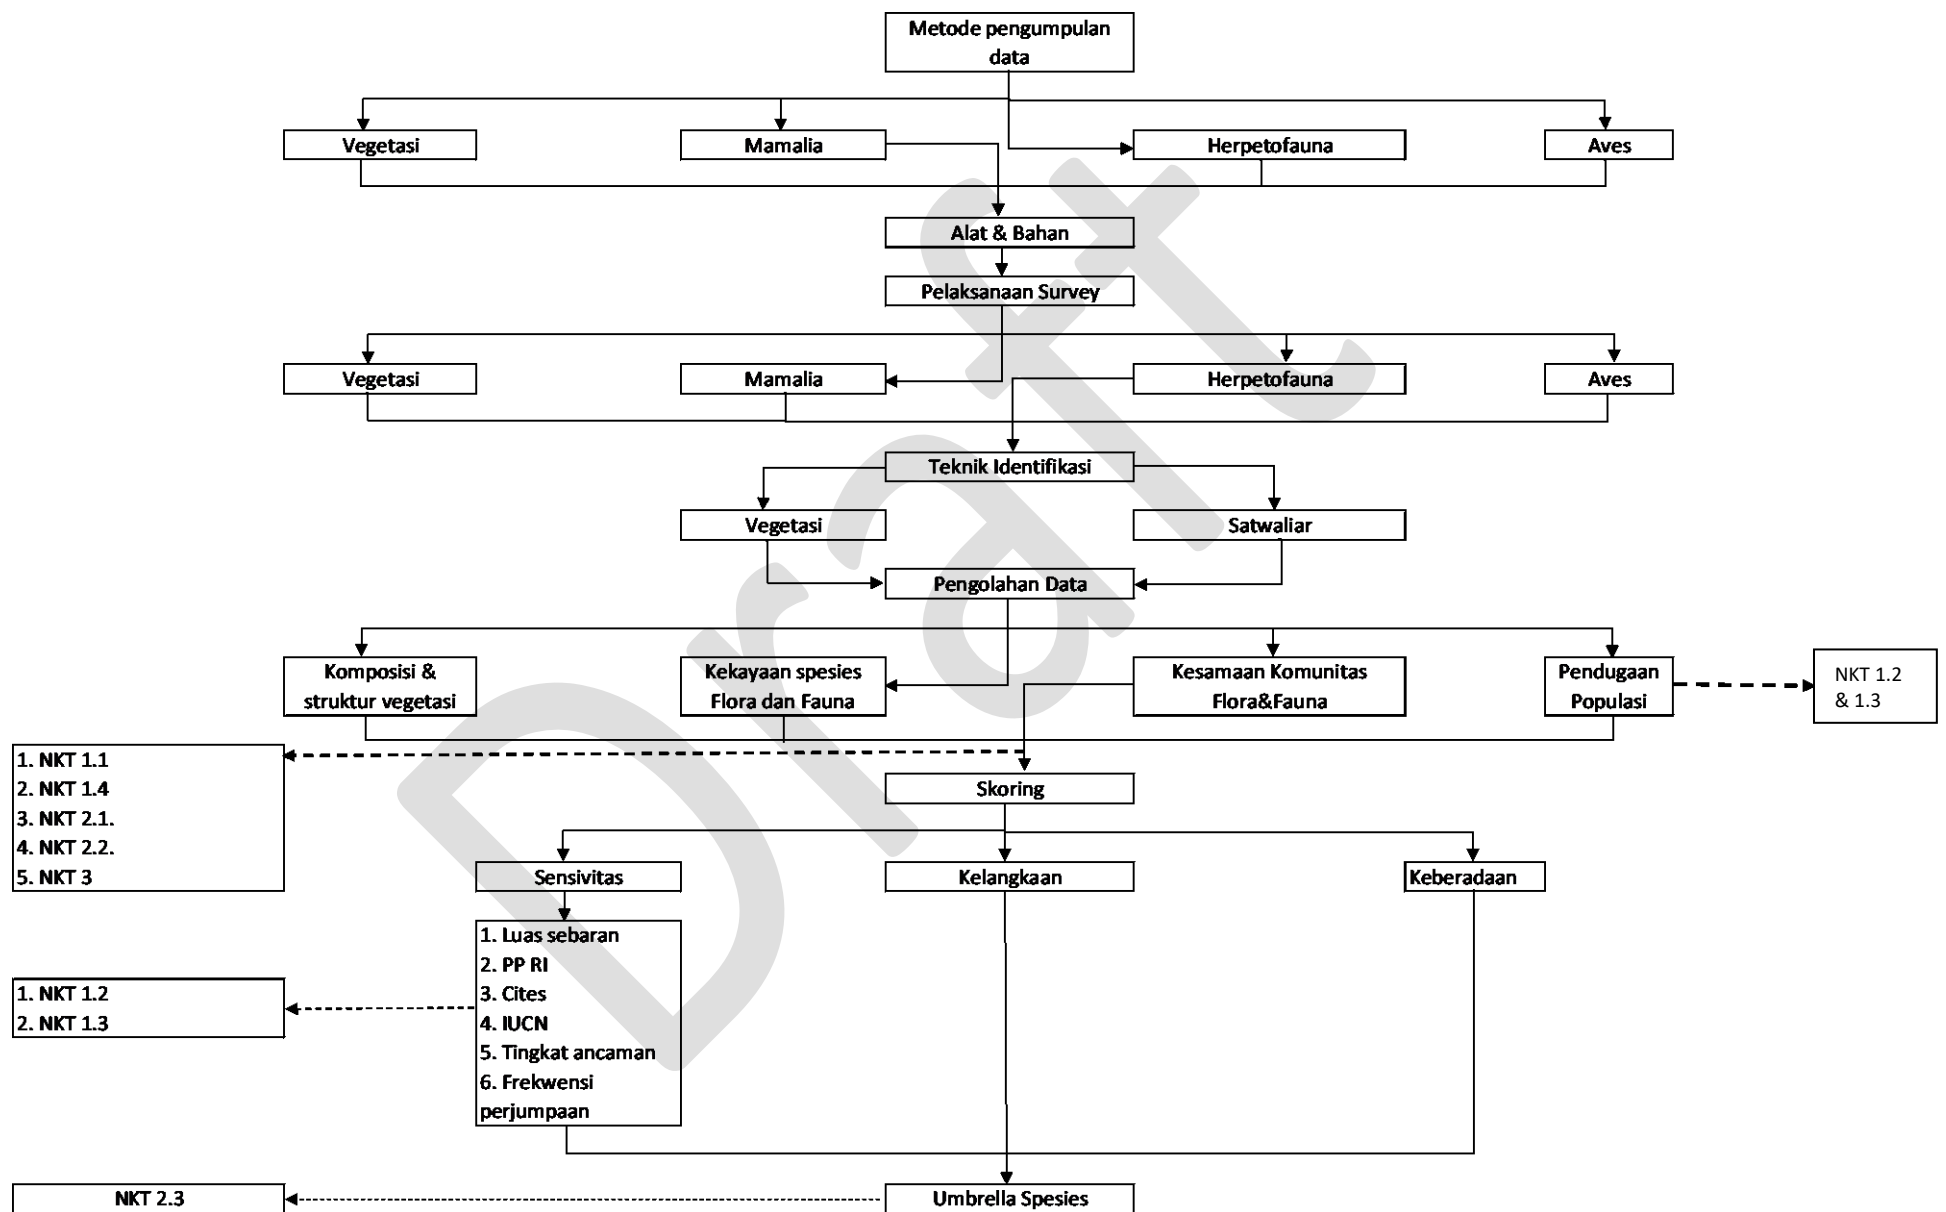 Metode pengumpulan
data
Vegetasi
Mamalia
Herpetofauna
Aves
Alat & Bahan
Pelaksanaan Survey
Vegetasi
Mamalia
Herpetofauna
Aves
Teknik Identifikasi
Vegetasi
Satwaliar
Pengolahan Data
Komposisi &
struktur vegetasi
Kekayaan spesies
Flora dan Fauna
Kesamaan Komunitas
Flora&Fauna
Pendugaan
Populasi
NKT 1.2
& 1.3
1. NKT 1.1
2. NKT 1.4
3. NKT 2.1.
4. NKT 2.2.
5. NKT 3
Skoring
Sensivitas
Kelangkaan
Keberadaan
1. Luas sebaran
2. PP RI
3. Cites
4. IUCN
5. Tingkat ancaman
6. Frekwensi
perjumpaan
1. NKT 1.2
2. NKT 1.3
NKT 2.3
Umbrella Spesies
Draft